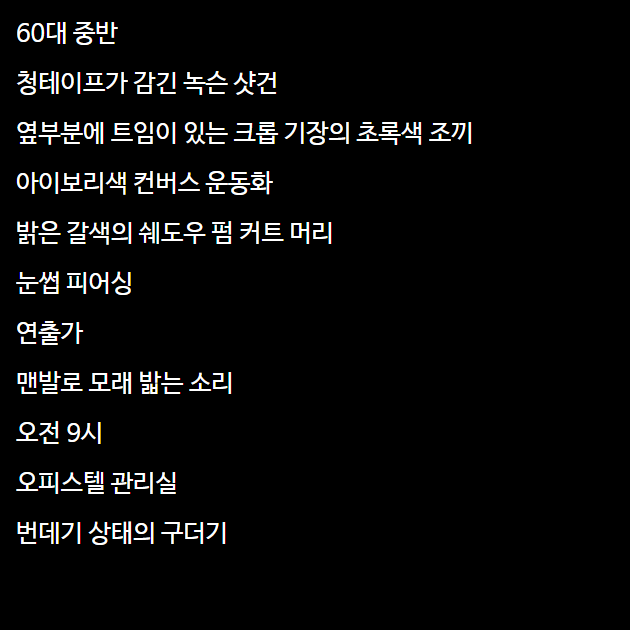 60대 중반
청테이프가 감긴 녹슨 샷건
옆부분에 트임이 있는 크롭 기장의 초록색 조끼
아이보리색 컨버스 운동화
밝은 갈색의 쉐도우 펌 커트 머리
눈썹 피어싱
연출가
맨발로 모래 밟는 소리
오전 9시
오피스텔 관리실
번데기 상태의 구더기